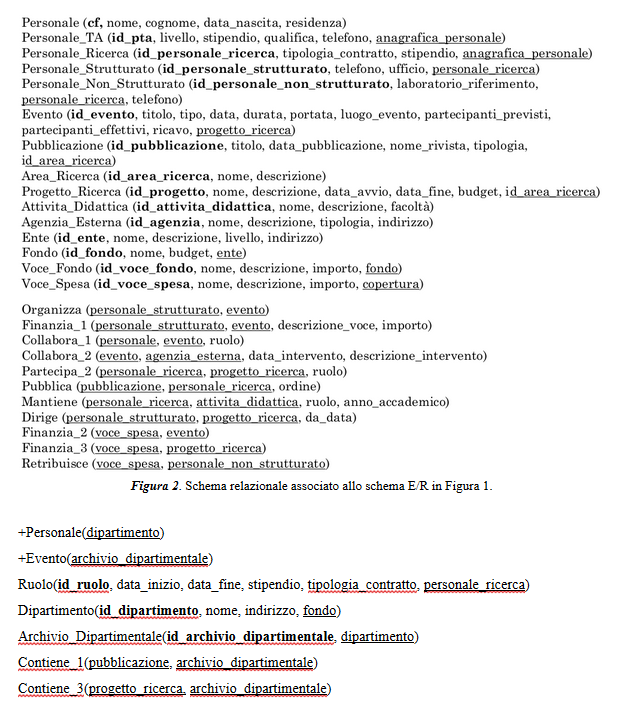 Personale (cf, nome, cognome, data_nascita, residenza)
Personale_TA (id_pta, livello, stipendio, qualifica, telefono, anagrafica_personale)
Personale_Ricerca (id_personale_ricerca, tipologia_contratto, stipendio, anagrafica_personale)
Personale_Strutturato (id_personale_strutturato, telefono, ufficio, personale_ricerca)
Personale_Non_Strutturato (id_personale_non_strutturato, laboratorio_riferimento,
personale_ricerca, telefono)
Evento (id_evento, titolo, tipo, data, durata, portata, luogo_evento, partecipanti_previsti,
partecipanti_effettivi, ricavo, progetto_ricerca)
Pubblicazione (id_pubblicazione, titolo, data_pubblicazione, nome_rivista, tipologia,
id_area_ricerca)
Area_Ricerca (id_area_ricerca, nome, descrizione)
Progetto_Ricerca (id_progetto, nome, descrizione, data_avvio, data_fine, budget, id_area_ricerca)
Attivita_Didattica (id_attivita_didattica, nome, descrizione, facoltà)
Agenzia_Esterna (id_agenzia, nome, descrizione, tipologia, indirizzo)
Ente (id_ente, nome, descrizione, livello, indirizzo)
Fondo (id_fondo, nome, budget, ente)
Voce_Fondo (id_voce_fondo, nome, descrizione, importo, fondo)
Voce_Spesa (id_voce_spesa, nome, descrizione, importo, copertura)
Organizza (personale_strutturato, evento)
Finanzia_1 (personale_strutturato, evento, descrizione_voce, importo)
Collabora_1 (personale, evento, ruolo)
Collabora_2 (evento, agenzia_esterna, data_intervento, descrizione_intervento)
Partecipa_2 (personale_ricerca, progetto_ricerca, ruolo)
Pubblica (pubblicazione, personale_ricerca, ordine)
Mantiene (personale_ricerca, attivita_didattica, ruolo, anno_accademico)
Dirige (personale_strutturato, progetto_ricerca, da_data)
Finanzia_2 (voce_spesa, evento)
Finanzia_3 (voce_spesa, progetto_ricerca)
Retribuisce (voce_spesa, personale_non_strutturato)
Figura 2. Schema relazionale associato allo schema E/R in Figura 1.
+Personale(dipartimento)
+Evento(archivio_dipartimentale)
Ruolo(id_ruolo, data_inizio, data_fine, stipendio, tipologia_contratto, personale_ricerca)
Dipartimento(id_dipartimento, nome, indirizzo, fondo)
Archivio_Dipartimentale(id_archivio_dipartimentale, dipartimento)
Contiene_1(pubblicazione, archivio_dipartimentale)
Contiene_3(progetto_ricerca, archivio_dipartimentale)